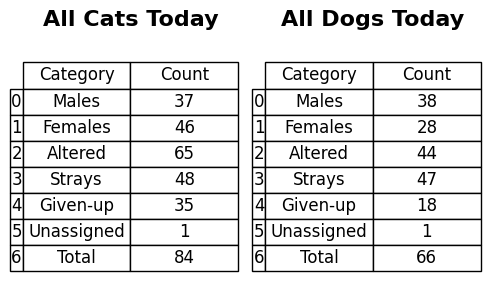 All Cats Today
Category Count
0 Males 37
1 Females 46
2 Altered 65
3 Strays 48
4 Given-up 35
5 Unassigned 1
6 Total 84
All Dogs Today
Category Count
0 Males 38
1 Females 28
2 Altered 44
3 Strays 47
4 Given-up 18
5 Unassigned 1
6 Total 66